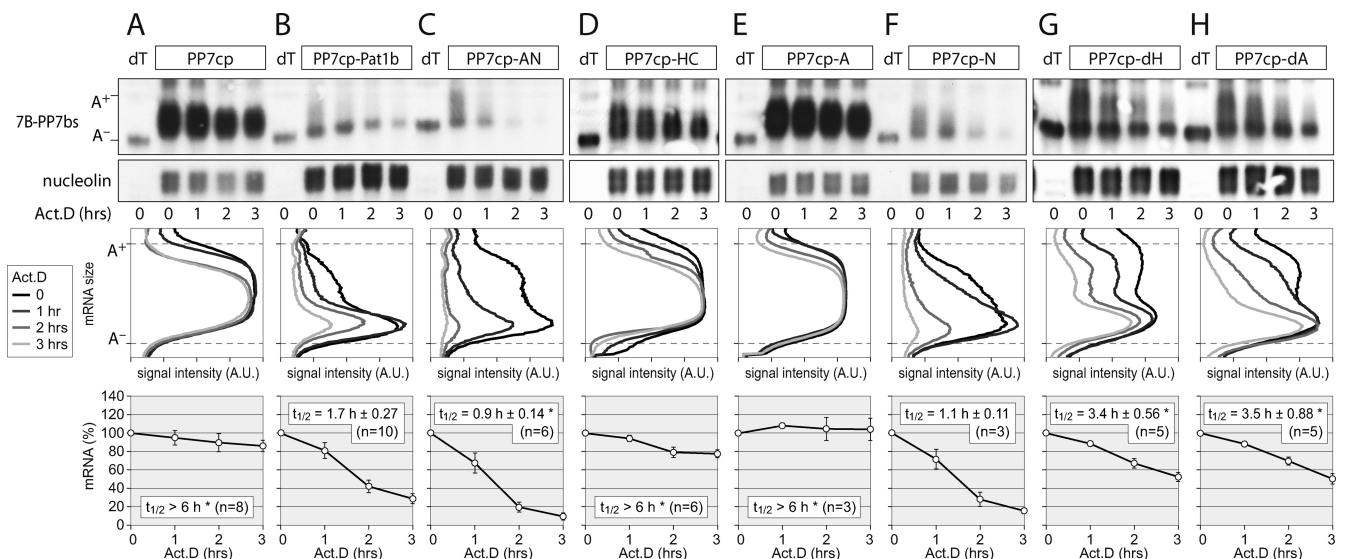 A B C D E F G H
dT PP7cp dT PP7cp-Pat1b dT PP7cp-AN dT PP7cp-HC dT PP7cp-A dT PP7cp-N dT PP7cp-dH dT PP7cp-dA
A+
7B-PP7bs
A−
nucleolin
Act.D (hrs) 0 0 1 2 3 0 0 1 2 3 0 0 1 2 3 0 0 1 2 3 0 0 1 2 3 0 0 1 2 3 0 0 1 2 3 0 0 1 2 3
A+
mRNA size
A−
Act.D
0
1 hr
2 hrs
3 hrs
signal intensity (A.U.) signal intensity (A.U.) signal intensity (A.U.) signal intensity (A.U.) signal intensity (A.U.) signal intensity (A.U.) signal intensity (A.U.) signal intensity (A.U.)
mRNA (%)
140
120
100
80
60
40
20
0
t1/2 > 6 h * (n=8)
t1/2 = 1.7 h ± 0.27
(n=10)
t1/2 = 0.9 h ± 0.14 *
(n=6)
t1/2 > 6 h * (n=6)
t1/2 > 6 h * (n=3)
t1/2 = 1.1 h ± 0.11
(n=3)
t1/2 = 3.4 h ± 0.56 *
(n=5)
t1/2 = 3.5 h ± 0.88 *
(n=5)
0 1 2 3 0 1 2 3 0 1 2 3 0 1 2 3 0 1 2 3 0 1 2 3 0 1 2 3 0 1 2 3
Act.D (hrs) Act.D (hrs) Act.D (hrs) Act.D (hrs) Act.D (hrs) Act.D (hrs) Act.D (hrs) Act.D (hrs)